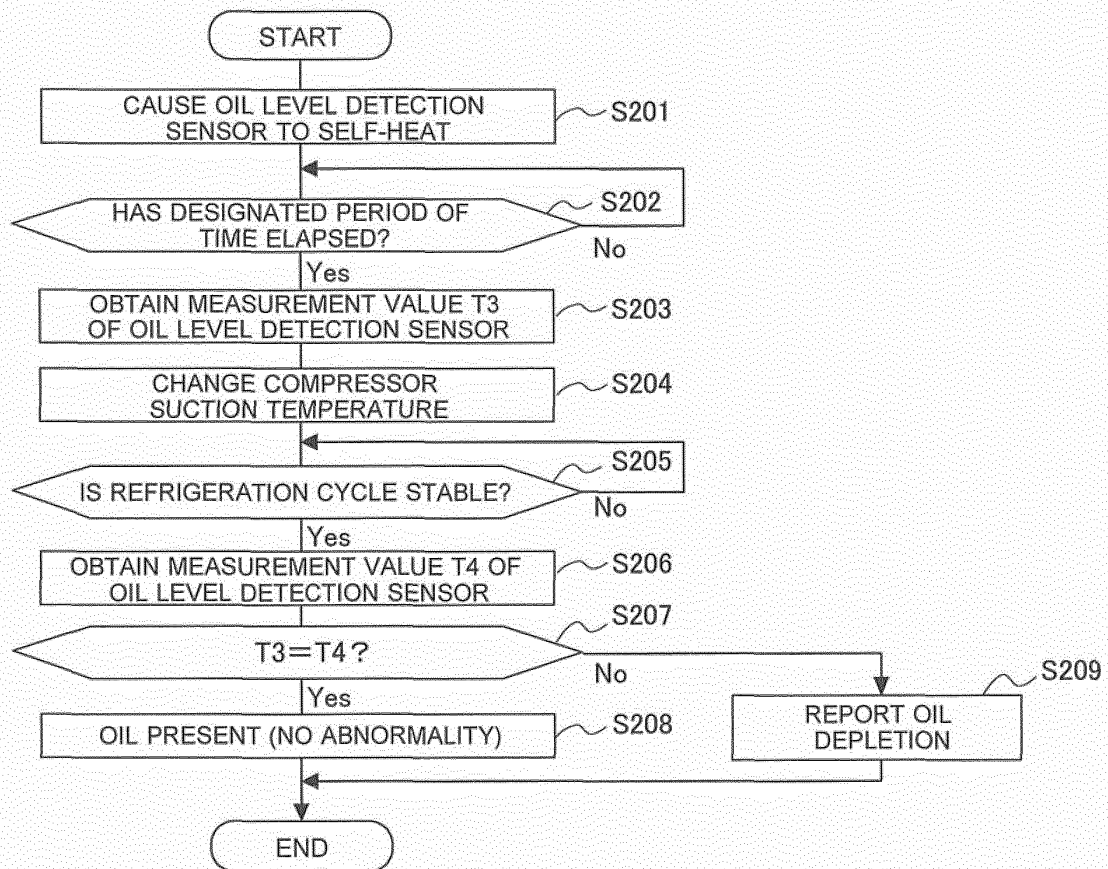 START
CAUSE OIL LEVEL DETECTION
SENSOR TO SELF-HEAT
S201
HAS DESIGNATED PERIOD OF
TIME ELAPSED?
S202
No
Yes
OBTAIN MEASUREMENT VALUE T3
OF OIL LEVEL DETECTION SENSOR
S203
CHANGE COMPRESSOR
SUCTION TEMPERATURE
S204
IS REFRIGERATION CYCLE STABLE?
S205
No
Yes
OBTAIN MEASUREMENT VALUE T4 OF
OIL LEVEL DETECTION SENSOR
S206
T3=T4?
S207
No
Yes
OIL PRESENT (NO ABNORMALITY)
S208
REPORT OIL
DEPLETION
S209
END